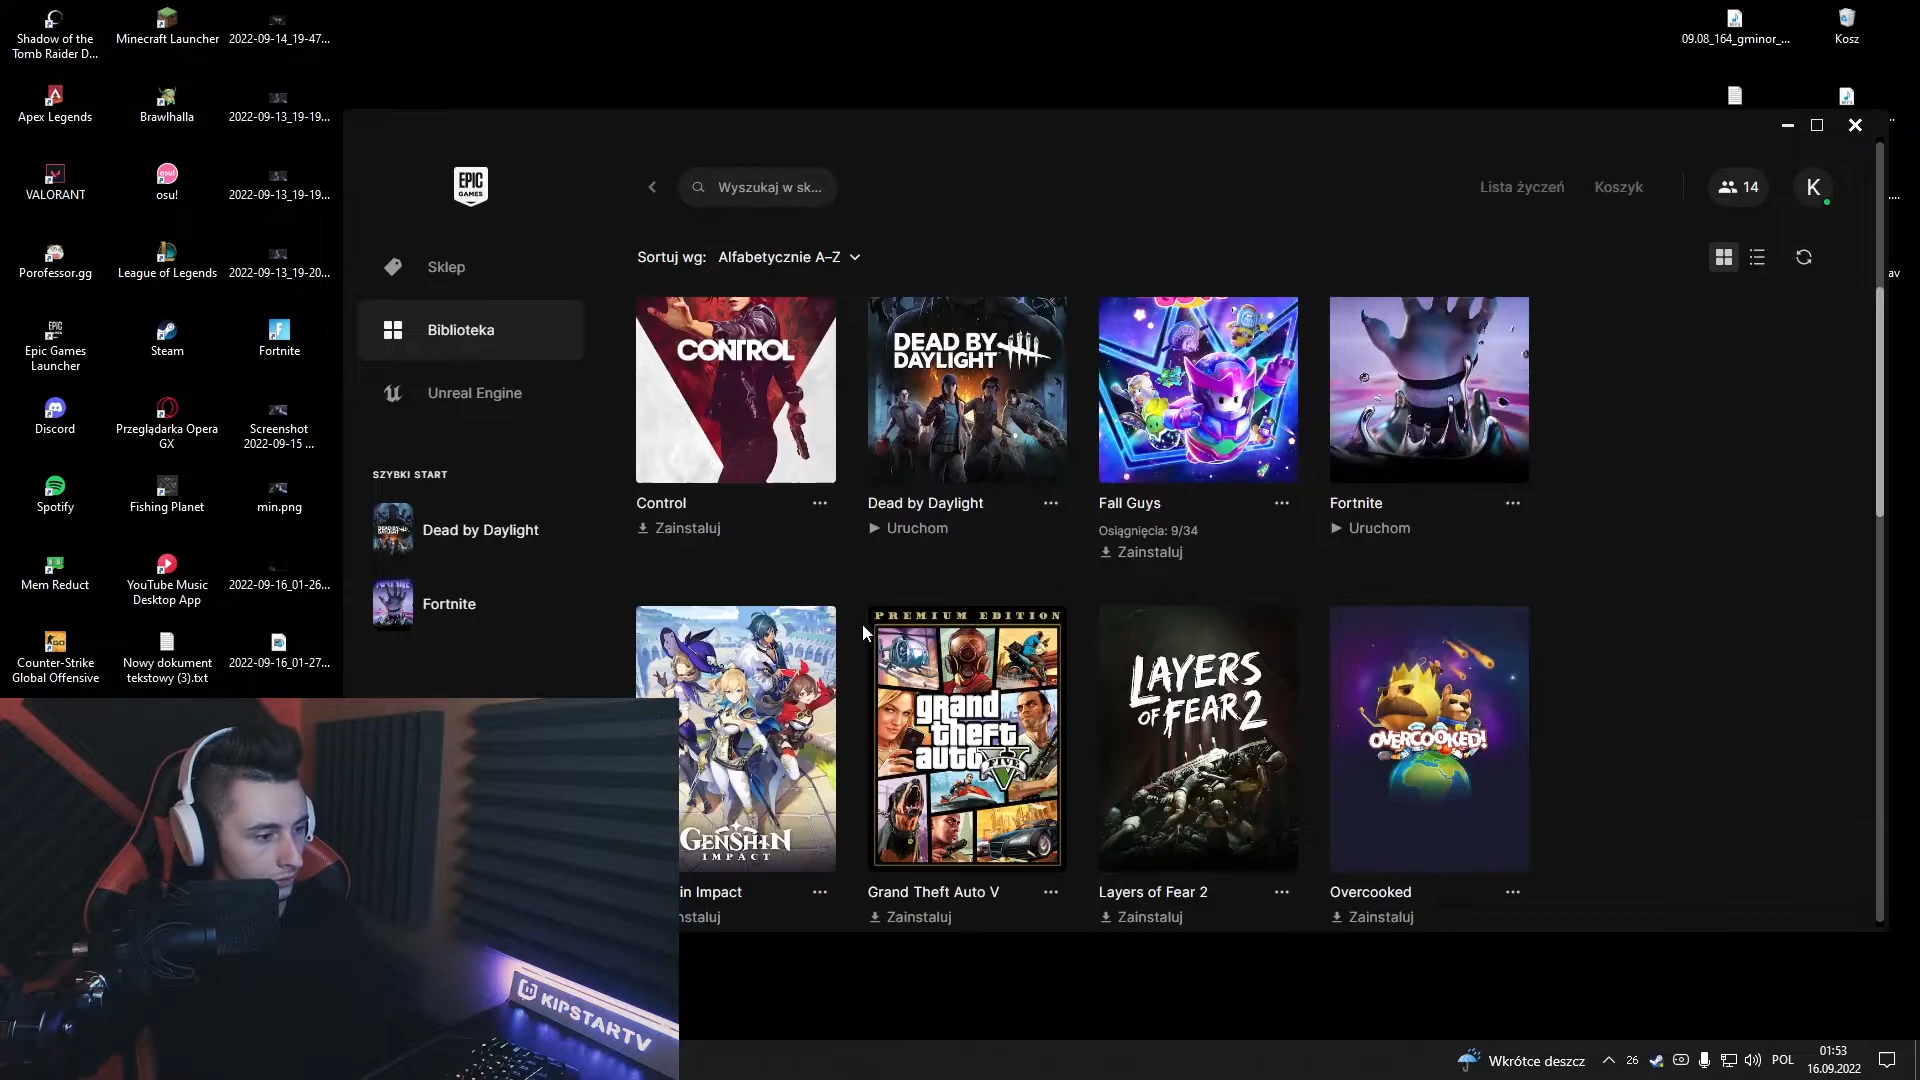 Shadow of the
Tomb Raider D...
Minecraft Launcher
2022-09-14_19-47...
09.08_164_gminor_...
Kosz
Apex Legends
Brawlhalla
2022-09-13_19-19...
VALORANT
osu!
osu!
2022-09-13_19-19...
EPIC
GAMES
Wyszukaj w sk...
Lista życzeń
Koszyk
14
K
Porofessor.gg
League of Legends
2022-09-13_19-20...
Sklep
Sortuj wg: Alfabetycznie A–Z
av
EPIC
GAMES
Epic Games
Launcher
Steam
Fortnite
Biblioteka
CONTROL
DEAD BY
DAYLIGHT
Unreal Engine
Discord
Przeglądarka Opera
GX
Screenshot
2022-09-15 ...
SZYBKI START
Spotify
Fishing Planet
min.png
Dead by Daylight
Control
Zainstaluj
Dead by Daylight
Uruchom
Fall Guys
Osiągnięcia: 9/34
Zainstaluj
Fortnite
Uruchom
Mem Reduct
YouTube Music
Desktop App
2022-09-16_01-26...
Fortnite
GO
Counter-Strike
Global Offensive
Nowy dokument
tekstowy (3).txt
2022-09-16_01-27...
GENSHIN
IMPACT
PREMIUM EDITION
grand
theft
auto
V
FIVE
LAYERS
OF FEAR 2
OVERCOOKED!
in Impact
nstaluj
Grand Theft Auto V
Zainstaluj
Layers of Fear 2
Zainstaluj
Overcooked
Zainstaluj
KIPSTARTV
Wkrótce deszcz
26
POL
01:53
16.09.2022